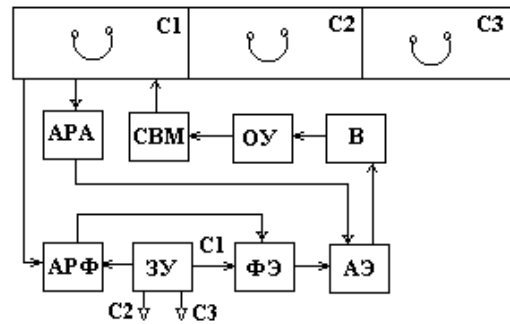 С1 С2 С3
АРА СВМ ОУ В
С1
АРФ ЗУ ФЭ АЭ
С2 С3